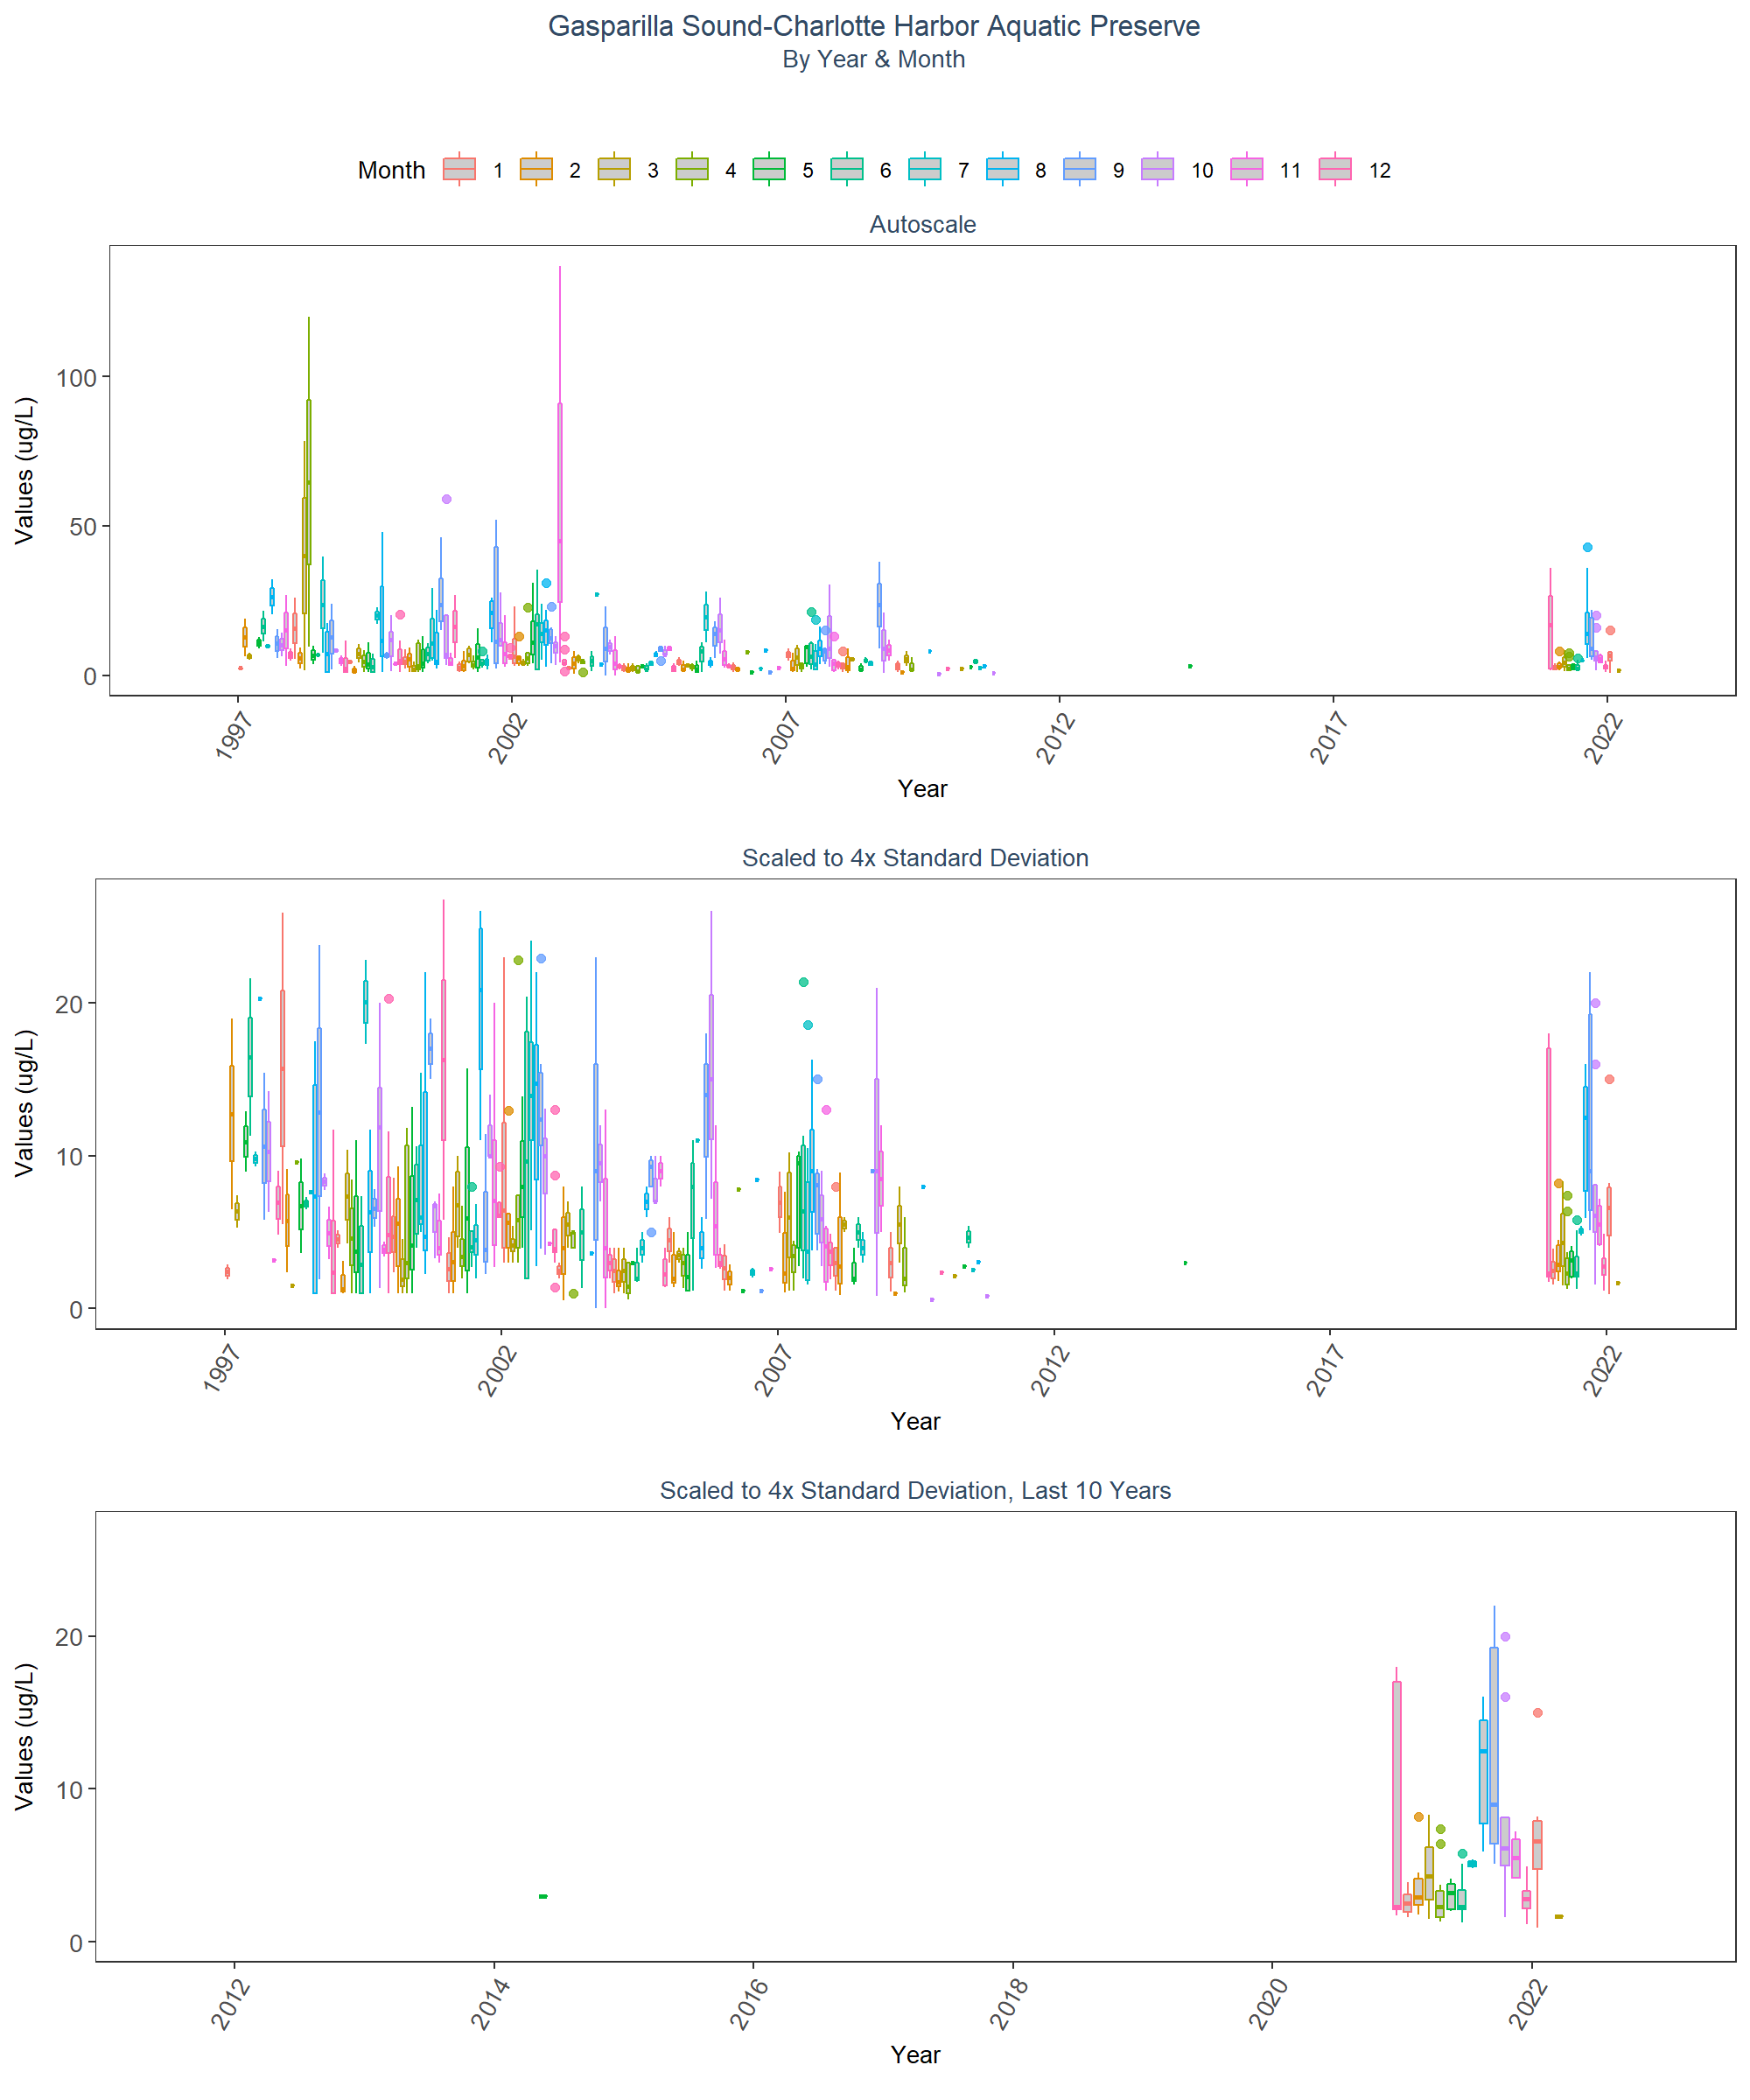 Gasparilla Sound-Charlotte Harbor Aquatic Preserve
By Year & Month
Month 1 2 3 4 5 6 7 8 9 10 11 12
Autoscale
Values (ug/L)
100
50
0
1997 2002 2007 2012 2017 2022
Year
Scaled to 4x Standard Deviation
Values (ug/L)
20
10
0
1997 2002 2007 2012 2017 2022
Year
Scaled to 4x Standard Deviation, Last 10 Years
Values (ug/L)
20
10
0
2012 2014 2016 2018 2020 2022
Year